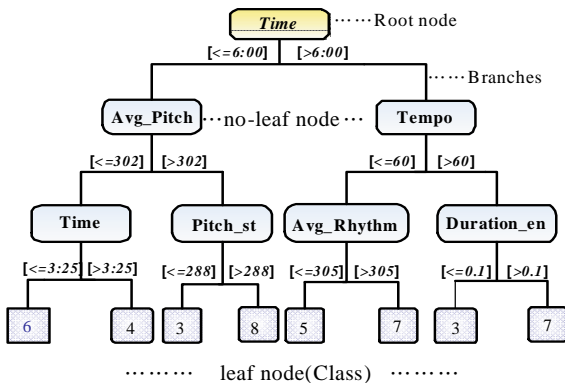 Time ······Root node
[<=6:00] [>6:00]
······Branches
Avg_Pitch ···no-leaf node ··· Tempo
[<=302] [>302] [<=60] [>60]
Time Pitch_st Avg_Rhythm Duration_en
[<=3:25] [>3:25] [<=288] [>288] [<=305] [>305] [<=0.1] [>0.1]
6 4 3 8 5 7 3 7
········· leaf node(Class) ·········